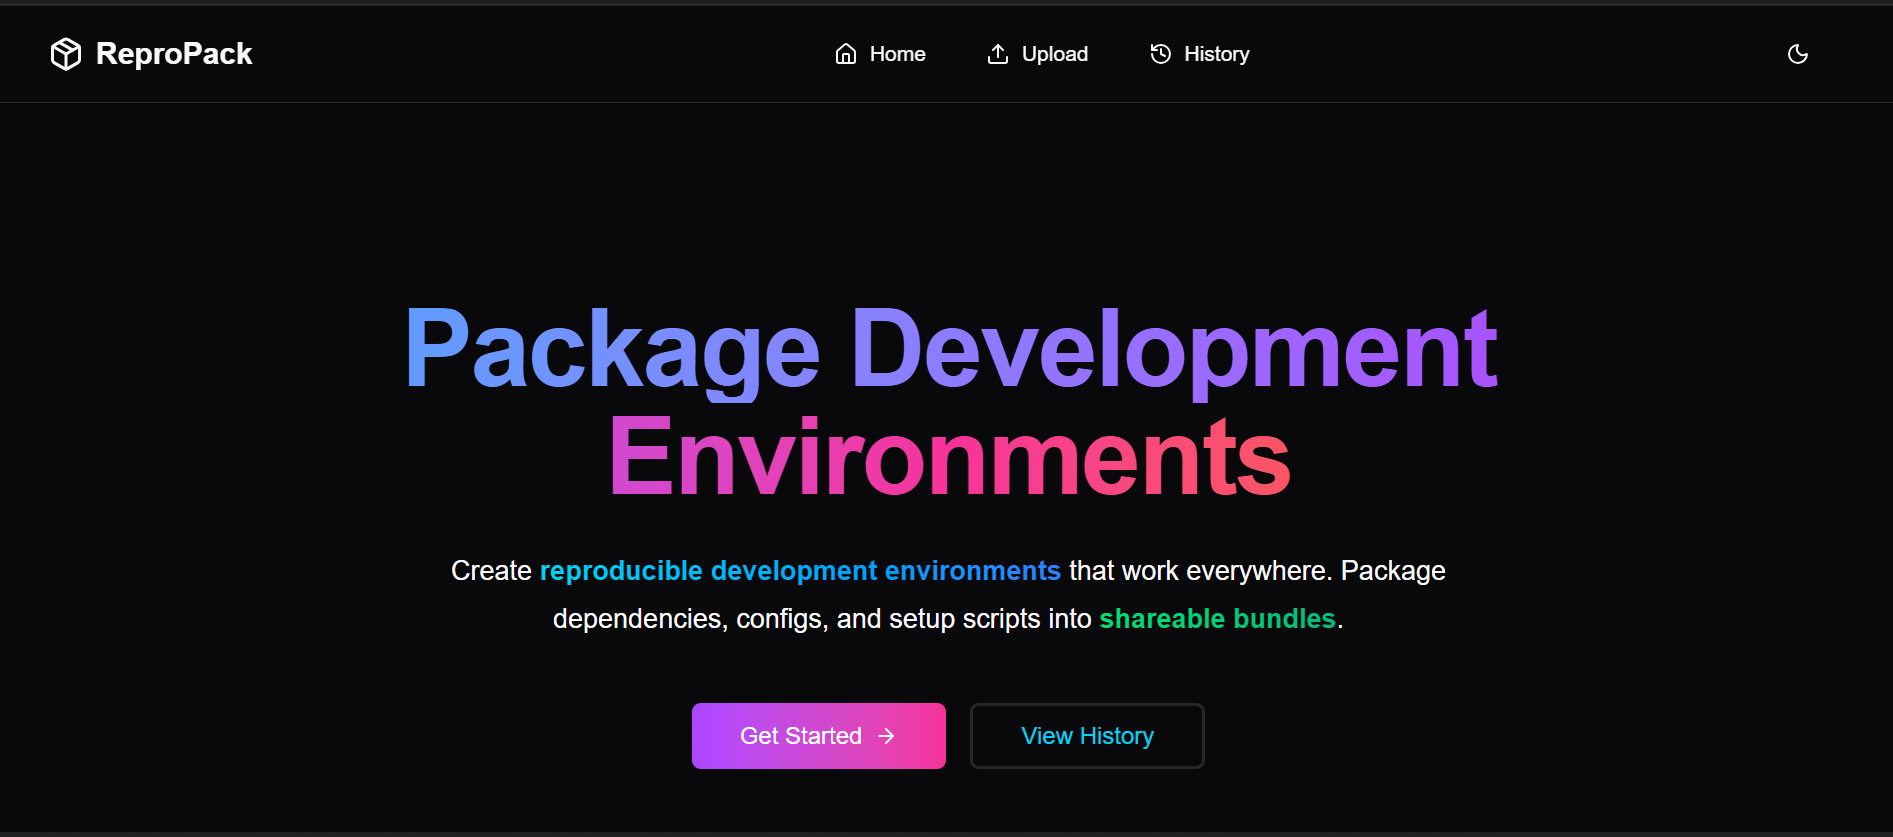 ReproPack
Home
Upload
History
Package Development
Environments
Create reproducible development environments that work everywhere. Package
dependencies, configs, and setup scripts into shareable bundles.
Get Started
View History